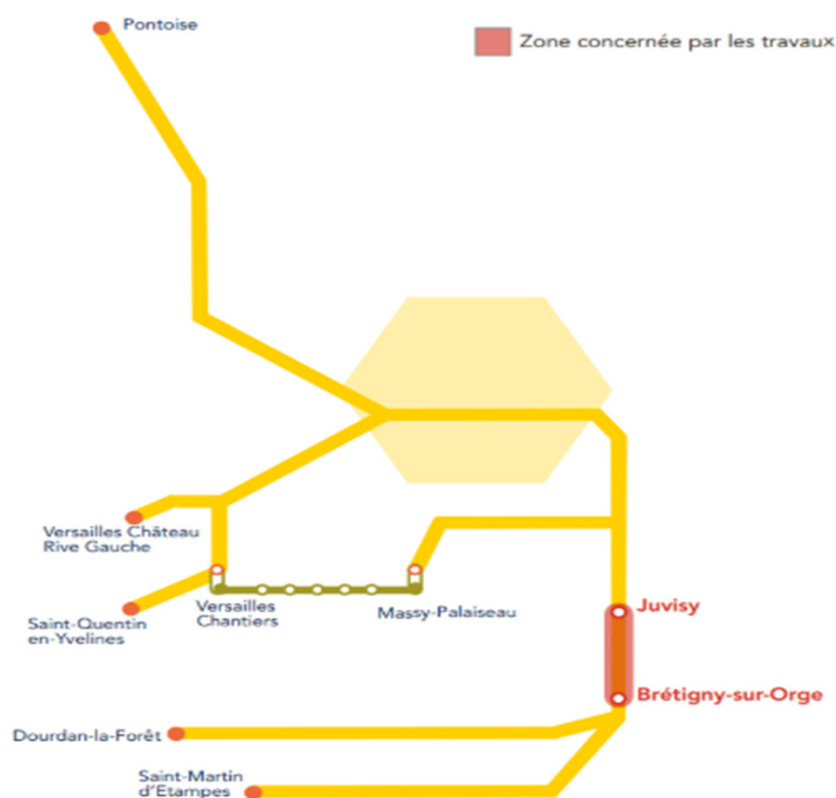 Pontoise
Zone concernée par les travaux
Versailles Château
Rive Gauche
Saint-Quentin
en-Yvelines
Versailles
Chantiers
Massy-Palaiseau
Juvisy
Brétigny-sur-Orge
Dourdan-la-Forêt
Saint-Martin
d'Etampes